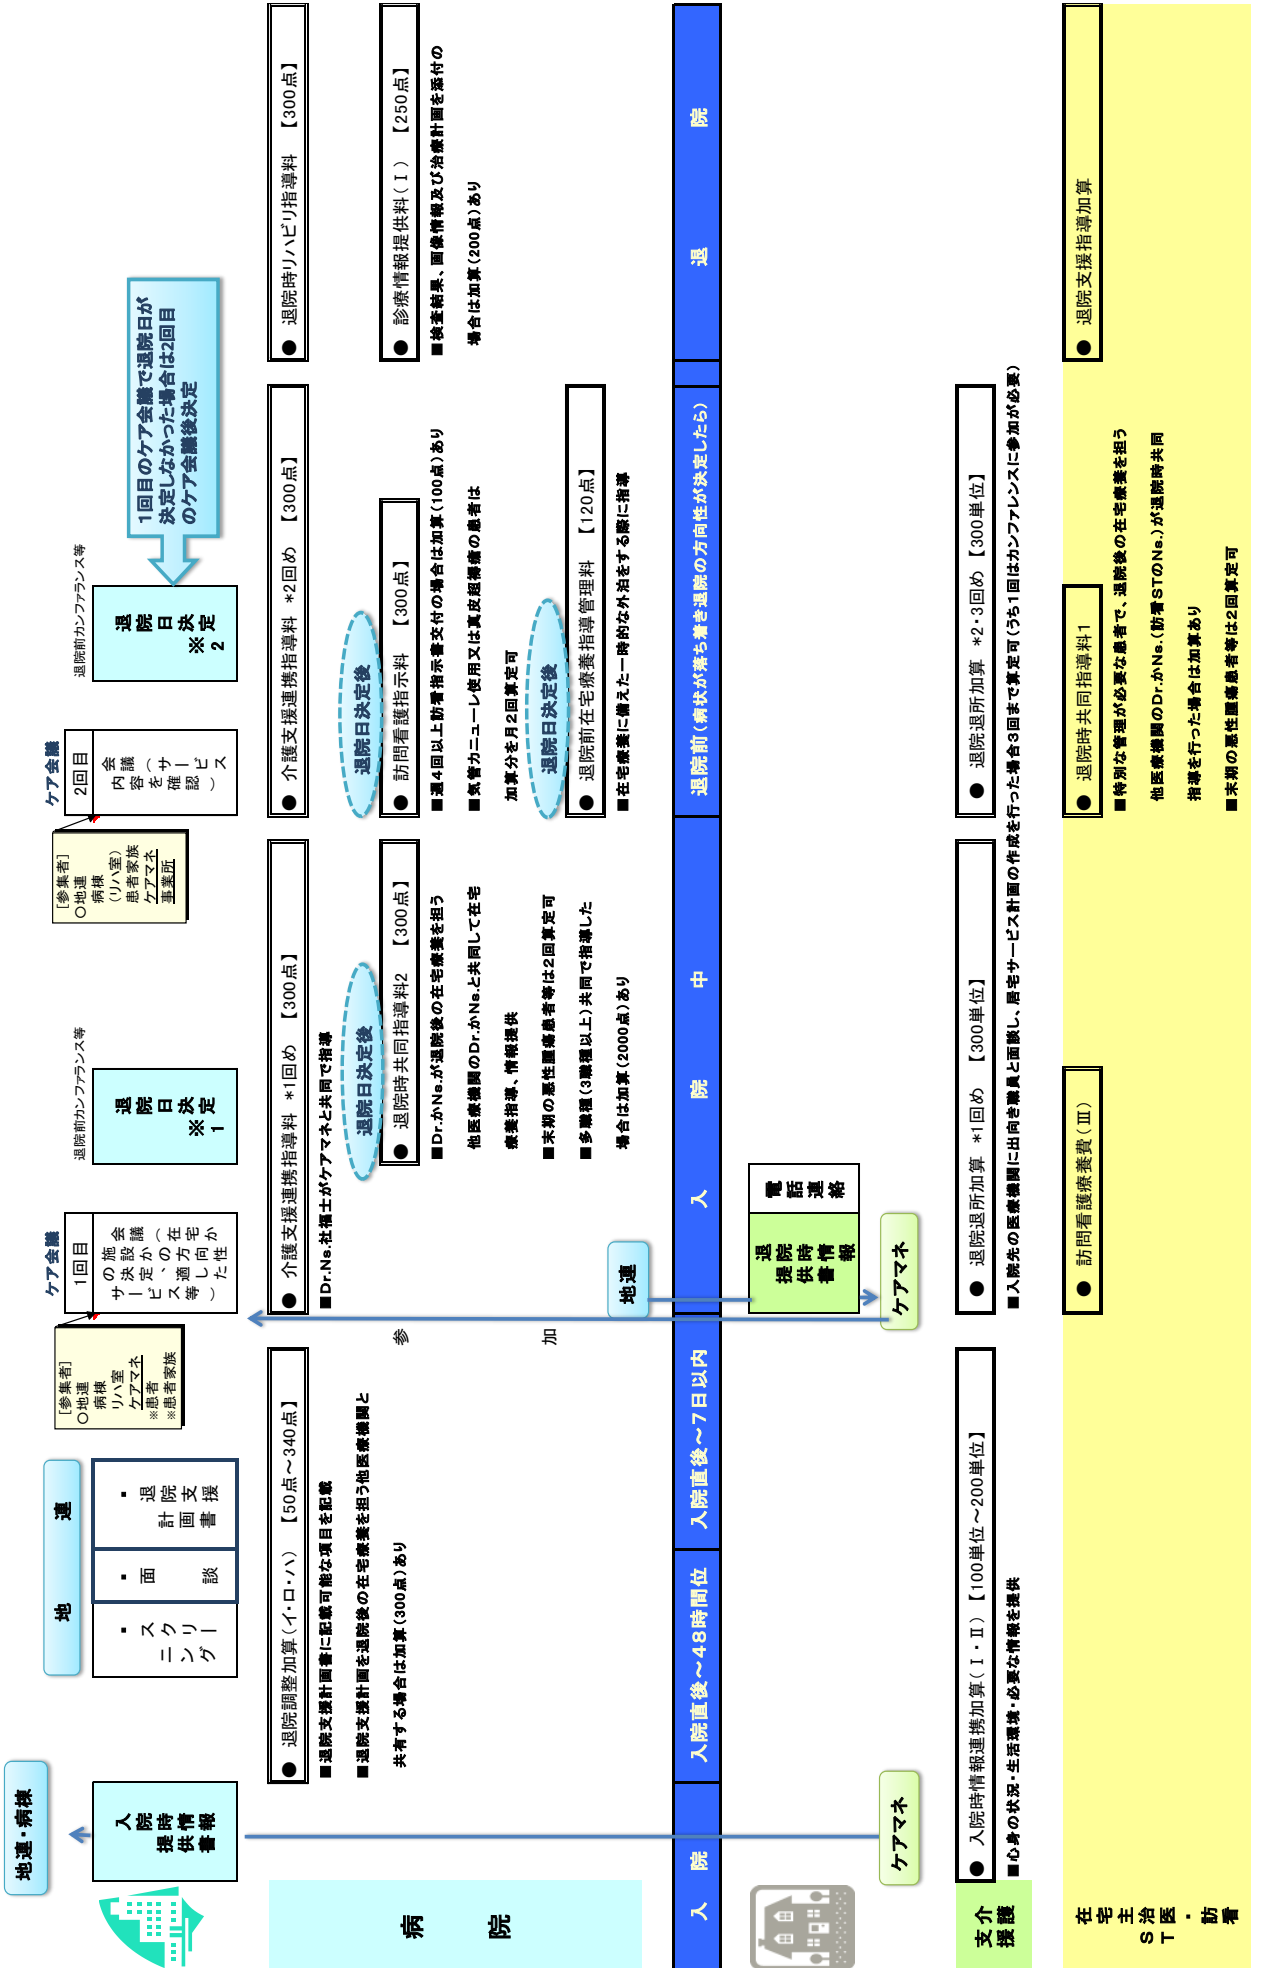 地連・病棟
入院時情報
提供書
地　連
・スクリーニング
・面　談
・退院支援
計画書
[参集者]
○地連
病棟
リハ室
ケアマネ
※患者
※患者家族
ケア会議
1回目
会議（在宅か
施設かの方向性
の決定、適した
サービス等）
退院前カンファランス等
退院日決定
※1
[参集者]
○地連
病棟
(リハ室)
患者家族
ケアマネ
事業所
ケア会議
2回目
会議（サービス
内容を確認）
退院前カンファランス等
退院日決定
※2
1回目のケア会議で退院日が
決定しなかった場合は2回目
のケア会議後決定
病　院
● 退院調整加算(イ・ロ・ハ) 【50点～340点】
■退院支援計画書に記載可能な項目を記載
■退院支援計画を退院後の在宅療養を担う他医療機関と
共有する場合は加算(300点)あり
参　加
● 介護支援連携指導料 *1回め 【300点】
■Dr.Ns.社福士がケアマネと共同で指導
退院日決定後
● 退院時共同指導料2 【300点】
■Dr.かNs.が退院後の在宅療養を担う
他医療機関のDr.かNs.と共同して在宅
療養指導、情報提供
■末期の悪性腫瘍患者等は2回算定可
■多職種(3職種以上)共同で指導した
場合は加算(2000点)あり
● 介護支援連携指導料 *2回め 【300点】
退院日決定後
● 訪問看護指示料 【300点】
■週4回以上訪看指示書交付の場合は加算(100点)あり
■気管カニューレ使用又は真皮超褥瘡の患者は
加算分を月2回算定可
退院日決定後
● 退院前在宅療養指導管理料 【120点】
■在宅療養に備えた一時的な外泊をする際に指導
● 退院時リハビリ指導料 【300点】
● 診療情報提供料(Ⅰ) 【250点】
■検査結果、画像情報及び治療計画を添付の
場合は加算(200点)あり
入　院
入院直後～48時間位
入院直後～7日以内
入　院　中
退院前(病状が落ち着き退院の方向性が決定したら)
退　院
地連
退院時情報
提供書
電話連絡
ケアマネ
ケアマネ
介護
支援
● 入院時情報連携加算(Ⅰ・Ⅱ) 【100単位～200単位】
■心身の状況・生活環境・必要な情報を提供
● 退院退所加算 *1回め 【300単位】
■入院先の医療機関に出向き職員と面談し、居宅サービス計画の作成を行った場合3回まで算定可(うち1回はカンファレンスに参加が必要)
● 退院退所加算 *2・3回め 【300単位】
在宅主治医・訪看
ST
● 訪問看護療養費(Ⅲ)
● 退院時共同指導料1
■特別な管理が必要な患者で、退院後の在宅療養を担う
他医療機関のDr.かNs.(訪看STのNs.)が退院時共同
指導を行った場合は加算あり
■末期の悪性腫瘍患者等は2回算定可
● 退院支援指導加算